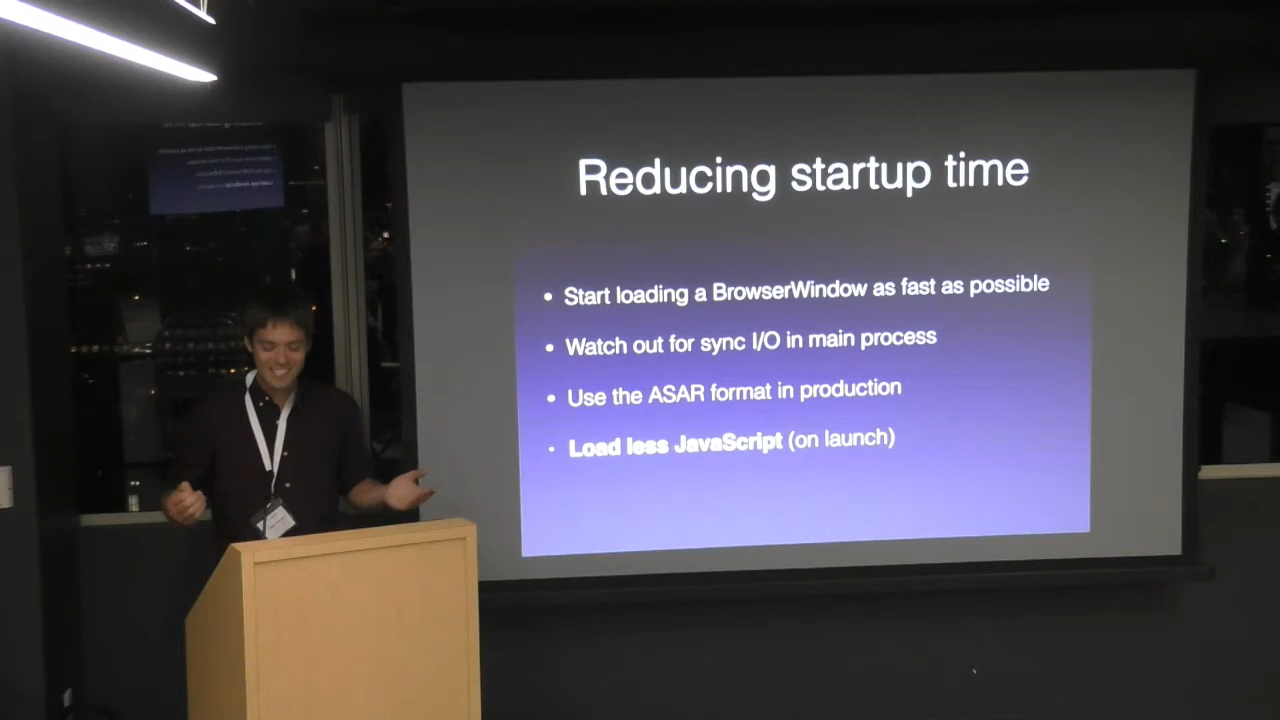 Reducing startup time
• Start loading a BrowserWindow as fast as possible
• Watch out for sync I/O in main process
• Use the ASAR format in production
• Load less JavaScript (on launch)